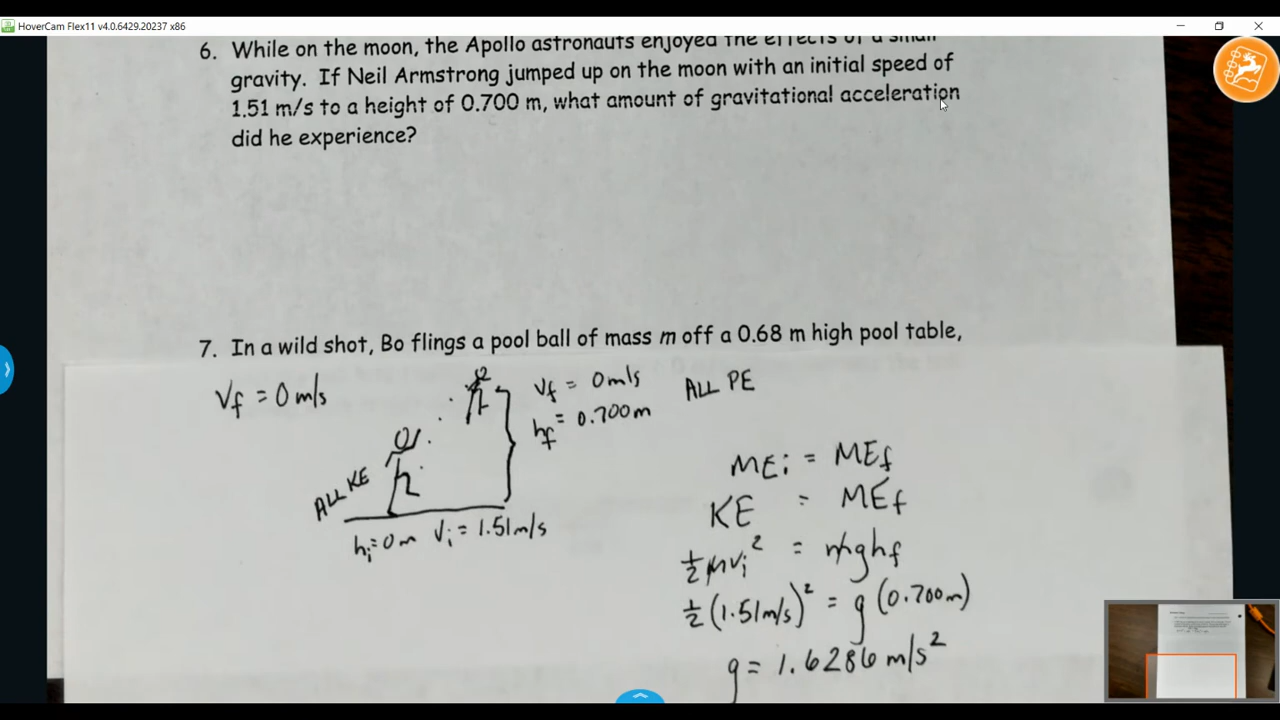 HoverCam Flex11 v4.0.6429.20237 x86
6. While on the moon, the Apollo astronauts enjoyed the effects of a small
gravity. If Neil Armstrong jumped up on the moon with an initial speed of
1.51 m/s to a height of 0.700 m, what amount of gravitational acceleration
did he experience?
7. In a wild shot, Bo flings a pool ball of mass m off a 0.68 m high pool table,
Vf = 0 m/s
Vf = 0 m/s
hf = 0.700 m
ALL PE
ALL KE
hi = 0 m Vi = 1.51 m/s
MEi = MEf
KE = MEf
½mvi² = mghf
½(1.51 m/s)² = g(0.700 m)
g = 1.6286 m/s²